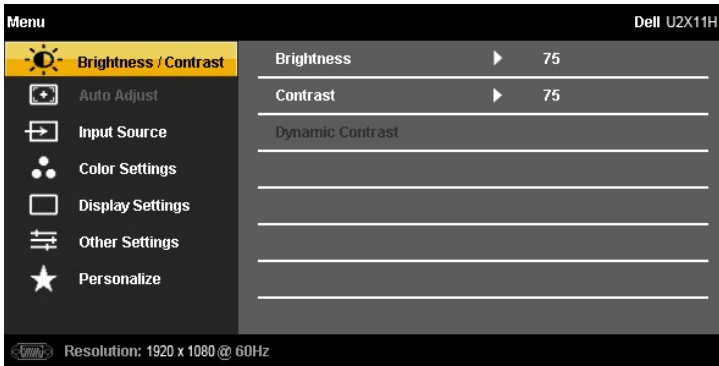 Menu Dell U2X11H
Brightness / Contrast Brightness 75
Auto Adjust Contrast 75
Input Source Dynamic Contrast
Color Settings
Display Settings
Other Settings
Personalize
Resolution: 1920 x 1080 @ 60Hz